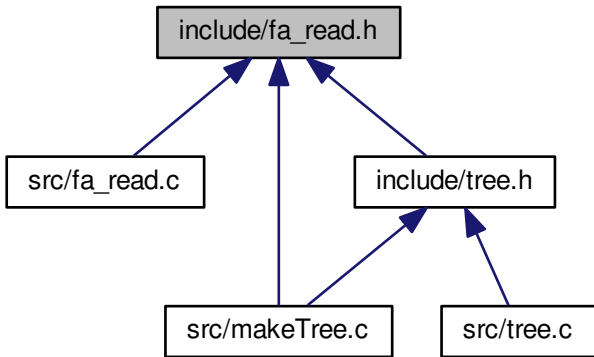 include/fa_read.h
src/fa_read.c
include/tree.h
src/makeTree.c
src/tree.c